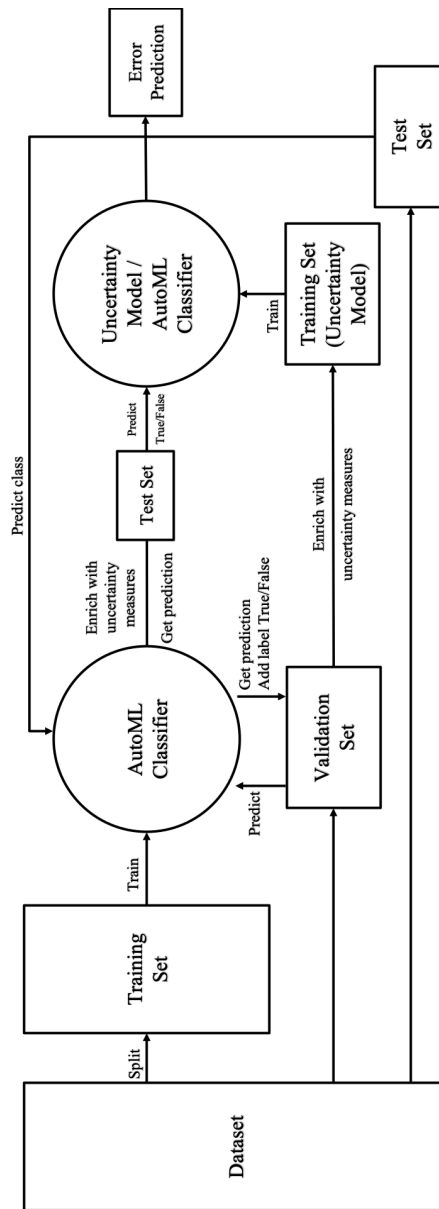 Dataset
Split
Training
Set
Train
AutoML
Classifier
Predict
Get prediction
Add label True/False
Validation
Set
Enrich with
uncertainty
measures
Get prediction
Test Set
Predict
True/False
Enrich with
uncertainty measures
Training Set
(Uncertainty
Model)
Train
Uncertainty
Model /
AutoML
Classifier
Error
Prediction
Test
Set
Predict class